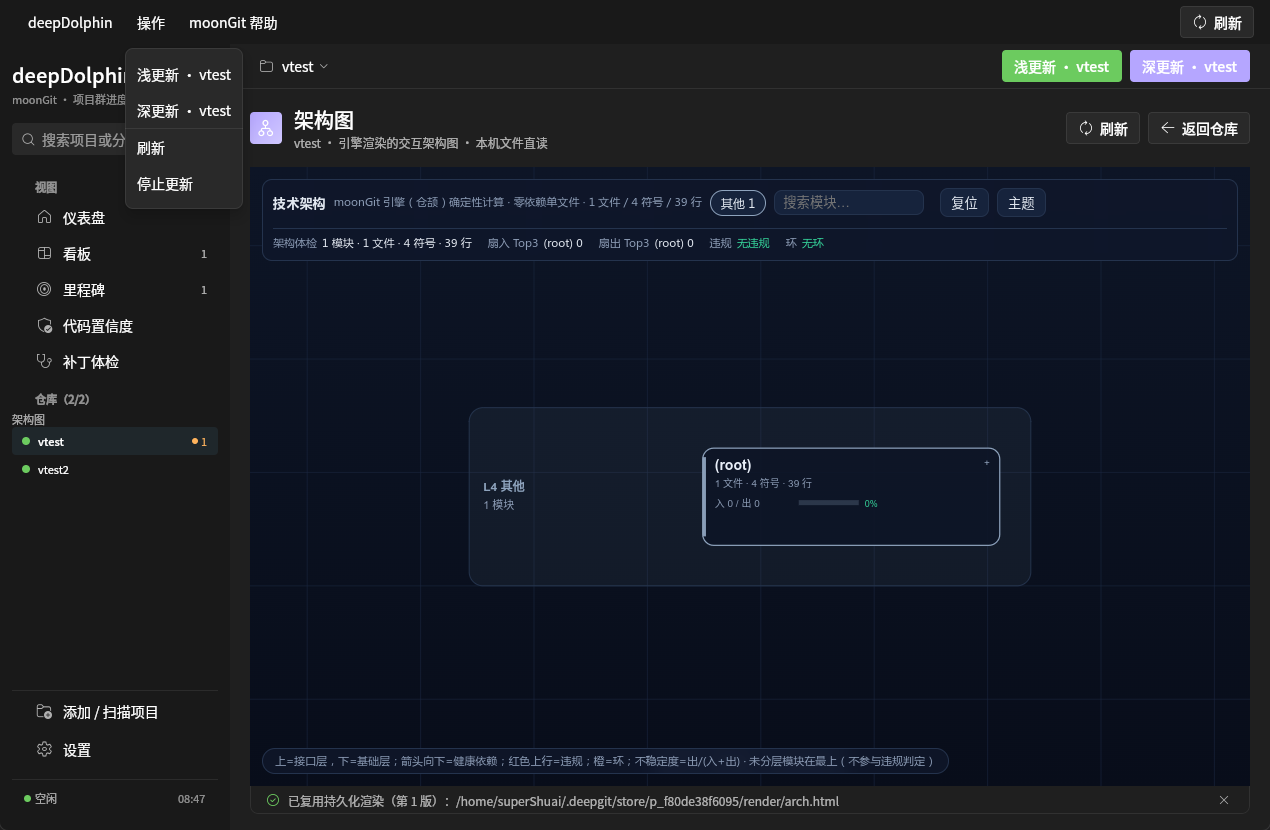 deepDolphin 操作 moonGit 帮助 刷新
浅更新 • vtest
深更新 • vtest
刷新
停止更新
deepDolphin
moonGit • 项目群进度
搜索项目或分
视图
仪表盘
看板 1
里程碑 1
代码置信度
补丁体检
仓库（2/2）
架构图
vtest 1
vtest2
添加 / 扫描项目
设置
空闲 08:47
vtest 浅更新 • vtest 深更新 • vtest
架构图
vtest • 引擎渲染的交互架构图 • 本机文件直读
刷新 返回仓库
技术架构 moonGit 引擎（仓颉）确定性计算 · 零依赖单文件 · 1 文件 / 4 符号 / 39 行 其他 1 搜索模块… 复位 主题
架构体检 1 模块 · 1 文件 · 4 符号 · 39 行 扇入 Top3 (root) 0 扇出 Top3 (root) 0 违规 无违规 环 无环
L4 其他
1 模块
(root) +
1 文件 · 4 符号 · 39 行
入 0 / 出 0 0%
上=接口层，下=基础层；箭头向下=健康依赖；红色上行=违规；橙=环；不稳定度=出/(入+出) · 未分层模块在最上（不参与违规判定）
已复用持久化渲染（第 1 版）：/home/superShuai/.deepgit/store/p_f80de38f6095/render/arch.html